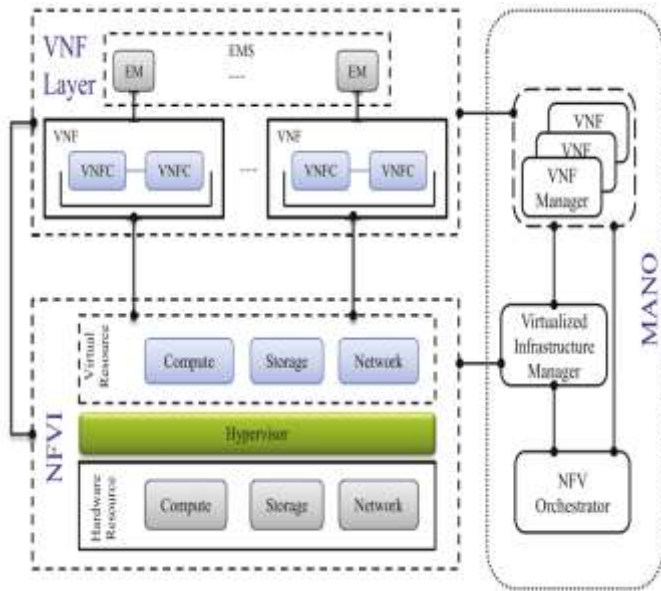 VNF
Layer
EMS
----
EM
EM
VNF
VNFC
VNFC
----
VNF
VNFC
VNFC
NFVI
Virtual
Resource
Compute
Storage
Network
Hypervisor
Hardware
Resource
Compute
Storage
Network
MANO
VNF
VNF
VNF
Manager
Virtualized
Infrastructure
Manager
NFV
Orchestrator